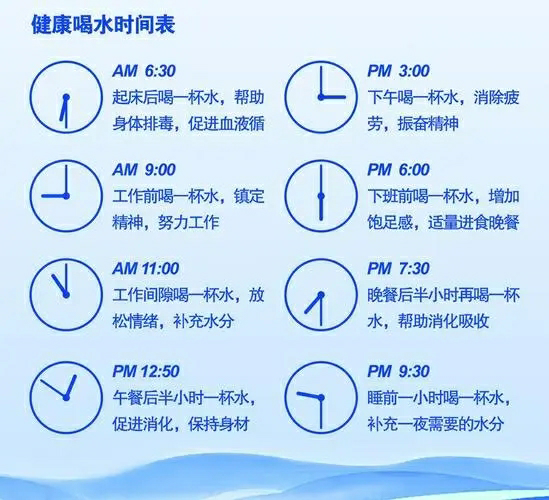 健康喝水时间表
AM 6:30
起床后喝一杯水，帮助
身体排毒，促进血液循
AM 9:00
工作前喝一杯水，镇定
精神，努力工作
AM 11:00
工作间隙喝一杯水，放
松情绪，补充水分
PM 12:50
午餐后半小时一杯水，
促进消化，保持身材
PM 3:00
下午喝一杯水，消除疲
劳，振奋精神
PM 6:00
下班前喝一杯水，增加
饱足感，适量进食晚餐
PM 7:30
晚餐后半小时再喝一杯
水，帮助消化吸收
PM 9:30
睡前一小时喝一杯水，
补充一夜需要的水分